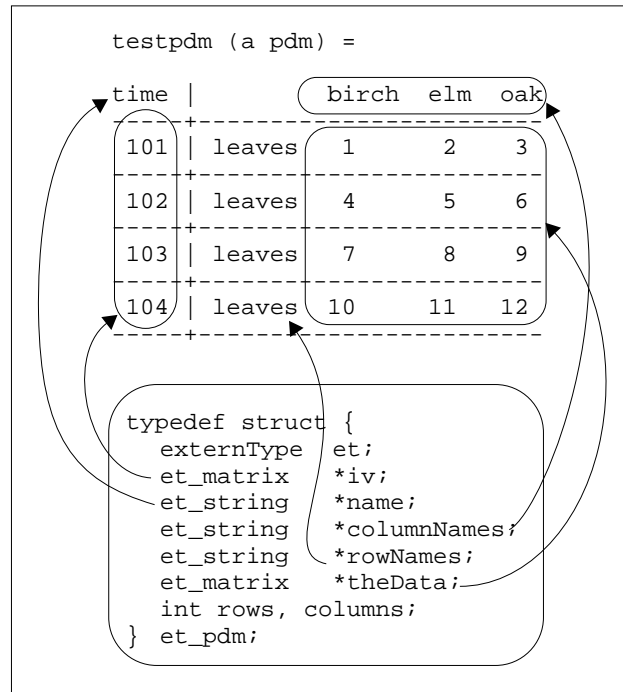 testpdm (a pdm) =
time | birch elm oak
-----+---------------------
101 | leaves 1 2 3
-----+---------------------
102 | leaves 4 5 6
-----+---------------------
103 | leaves 7 8 9
-----+---------------------
104 | leaves 10 11 12
-----+---------------------
typedef struct {
externType et;
et_matrix *iv;
et_string *name;
et_string *columnNames;
et_string *rowNames;
et_matrix *theData;
int rows, columns;
} et_pdm;